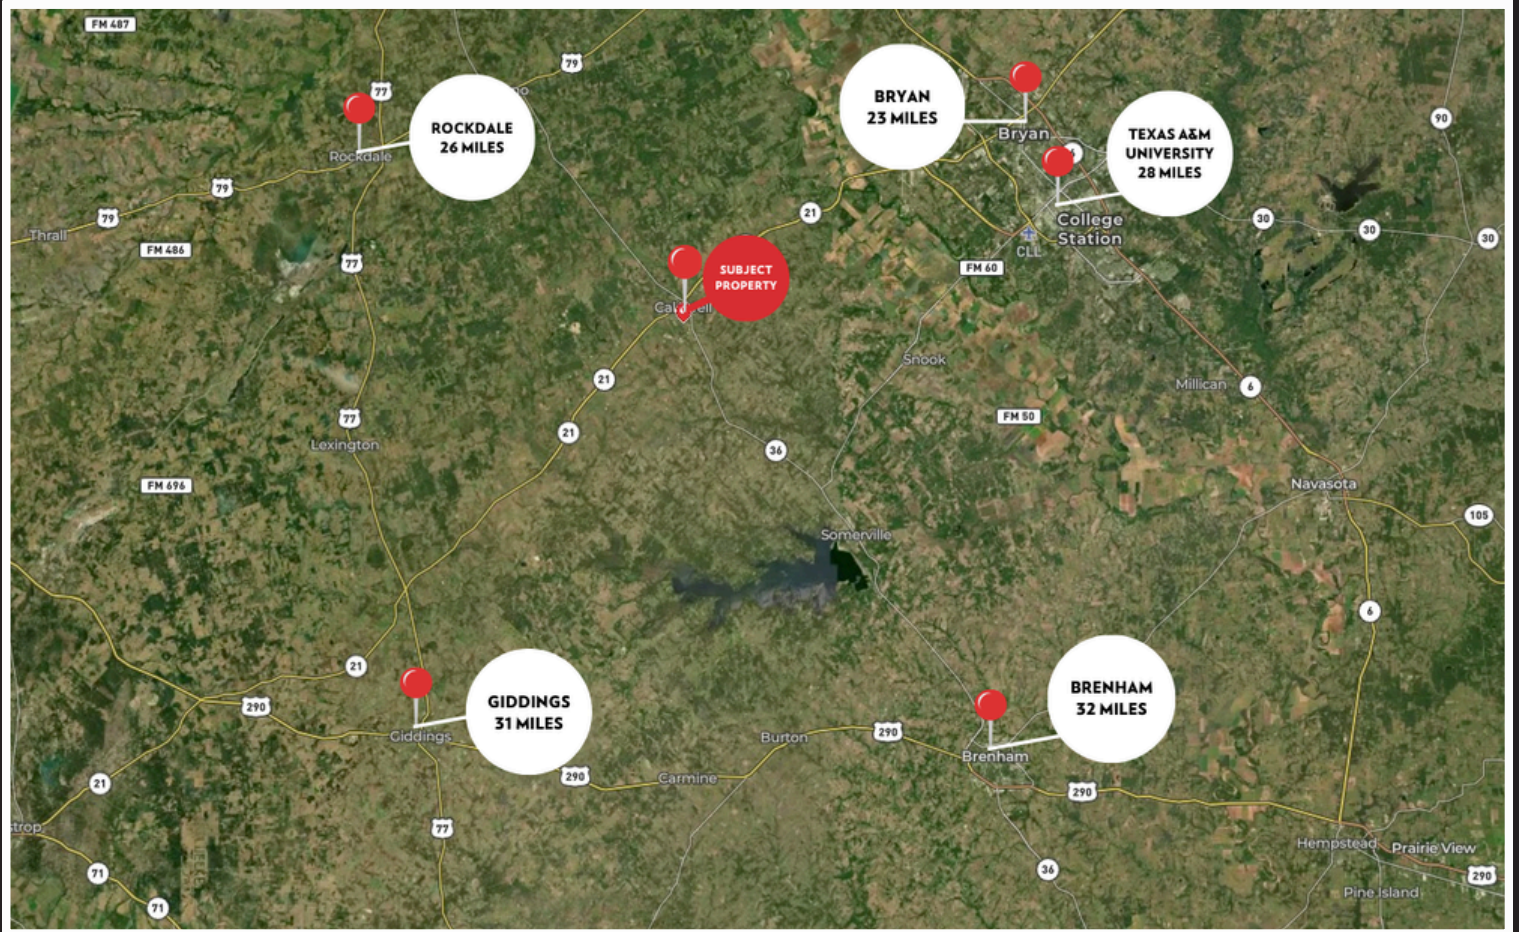 FM 487
79
77
no
ROCKDALE
26 MILES
Rockdale
BRYAN
23 MILES
Bryan
6
TEXAS A&M
UNIVERSITY
28 MILES
90
79
79
Thrall
FM 486
77
21
College
Station
CLL
30
30
30
FM 60
SUBJECT
PROPERTY
Snook
21
Millican
6
77
Lexington
21
FM 50
36
FM 696
Navasota
105
Somerville
6
21
GIDDINGS
31 MILES
290
Giddings
BRENHAM
32 MILES
Burton
290
Brenham
290
Carmine
21
290
strop
77
Hempstead
Prairie View
71
36
290
Pine Island
71